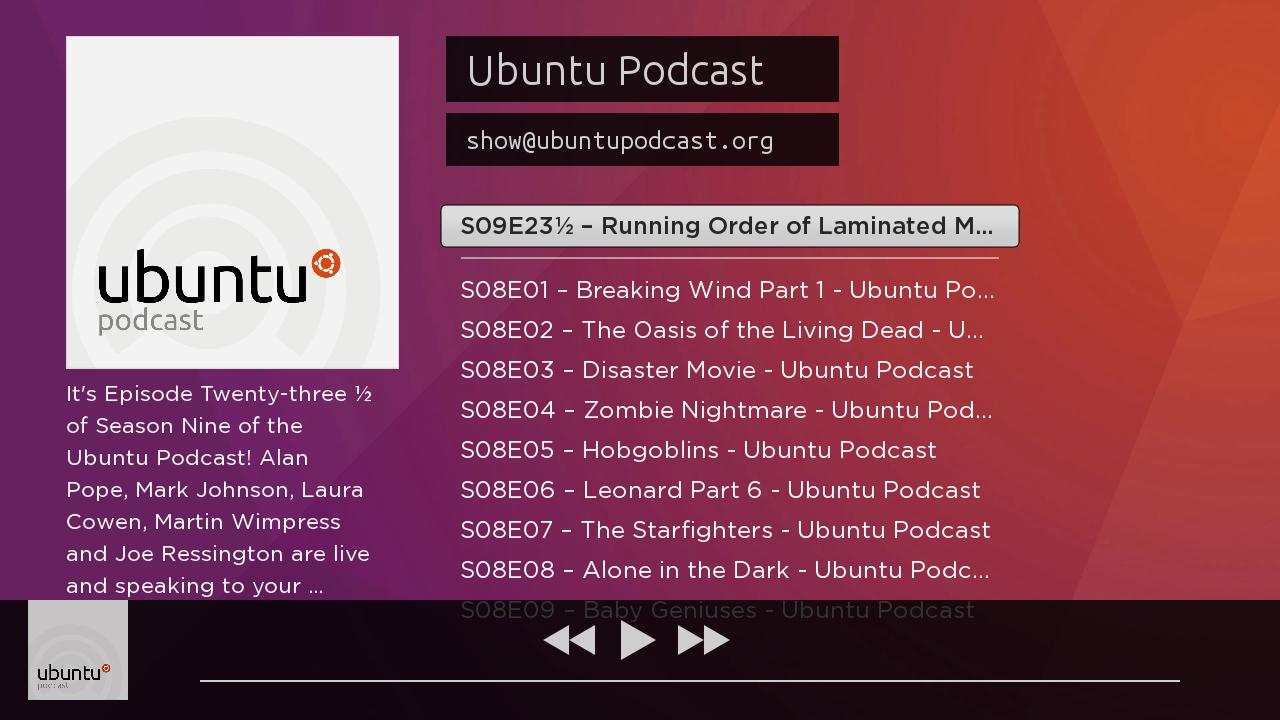 ubuntu
podcast
It's Episode Twenty-three ½
of Season Nine of the
Ubuntu Podcast! Alan
Pope, Mark Johnson, Laura
Cowen, Martin Wimpress
and Joe Ressington are live
and speaking to your ...
Ubuntu Podcast
show@ubuntupodcast.org
S09E23½ – Running Order of Laminated M...
S08E01 – Breaking Wind Part 1 - Ubuntu Po...
S08E02 – The Oasis of the Living Dead - U...
S08E03 – Disaster Movie - Ubuntu Podcast
S08E04 – Zombie Nightmare - Ubuntu Pod...
S08E05 – Hobgoblins - Ubuntu Podcast
S08E06 – Leonard Part 6 - Ubuntu Podcast
S08E07 – The Starfighters - Ubuntu Podcast
S08E08 – Alone in the Dark - Ubuntu Podc...
S08E09 – Baby Geniuses - Ubuntu Podcast
ubuntu
podcast